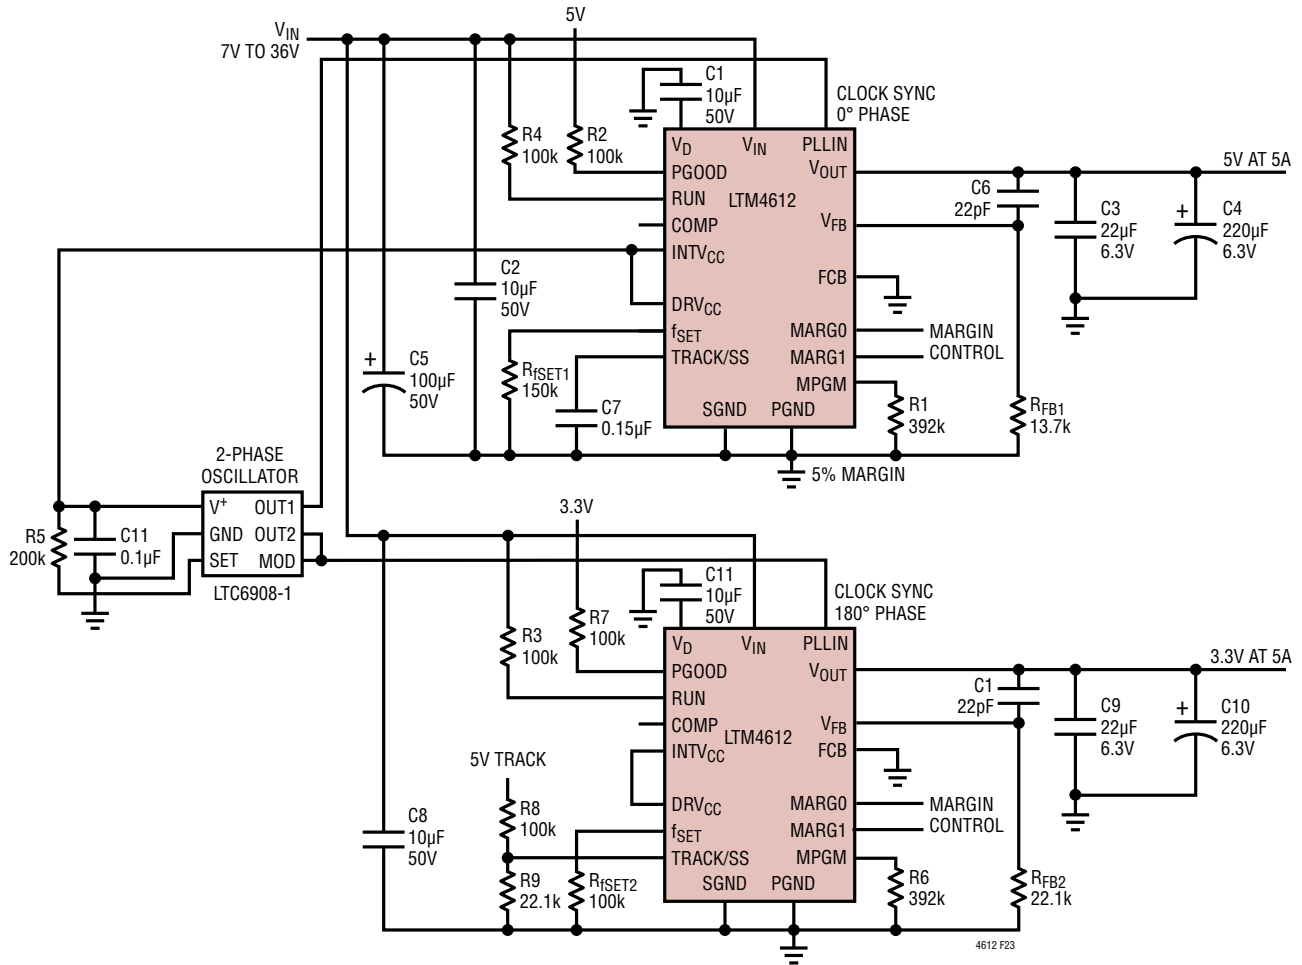 VIN
7V TO 36V
5V
C1
10µF
50V
CLOCK SYNC
0° PHASE
R4
100k
R2
100k
VD
VIN
PLLIN
PGOOD
VOUT
RUN
LTM4612
COMP
VFB
INTVCC
FCB
DRVCC
fSET
MARG0
TRACK/SS
MARG1
MPGM
SGND
PGND
5V AT 5A
C6
22pF
C3
22µF
6.3V
+
C4
220µF
6.3V
C2
10µF
50V
+
C5
100µF
50V
RfSET1
150k
C7
0.15µF
MARGIN
CONTROL
R1
392k
RFB1
13.7k
5% MARGIN
2-PHASE
OSCILLATOR
V+
OUT1
GND
OUT2
SET
MOD
LTC6908-1
R5
200k
C11
0.1µF
3.3V
C11
10µF
50V
CLOCK SYNC
180° PHASE
R3
100k
R7
100k
VD
VIN
PLLIN
PGOOD
VOUT
RUN
COMP
LTM4612
VFB
INTVCC
FCB
DRVCC
MARG0
fSET
MARG1
TRACK/SS
MPGM
SGND
PGND
3.3V AT 5A
C1
22pF
C9
22µF
6.3V
+
C10
220µF
6.3V
5V TRACK
R8
100k
C8
10µF
50V
R9
22.1k
RfSET2
100k
MARGIN
CONTROL
R6
392k
RFB2
22.1k
4612 F23